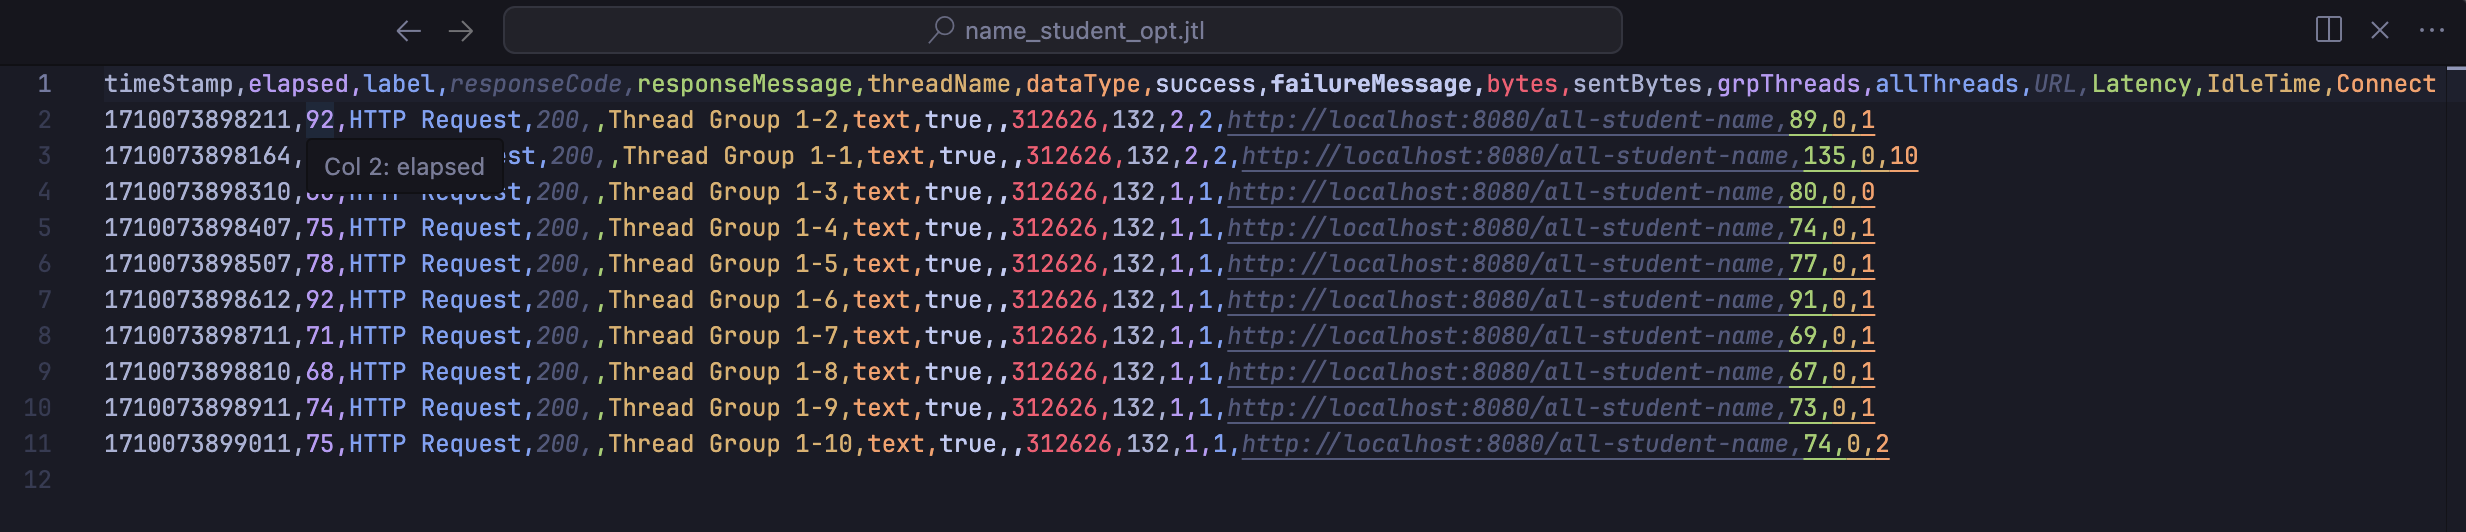 name_student_opt.jtl
1 timeStamp,elapsed,label,responseCode,responseMessage,threadName,dataType,success,failureMessage,bytes,sentBytes,grpThreads,allThreads,URL,Latency,IdleTime,Connect
2 1710073898211,92,HTTP Request,200,,Thread Group 1-2,text,true,,312626,132,2,2,http://localhost:8080/all-student-name,89,0,1
3 1710073898164, st,200,,Thread Group 1-1,text,true,,312626,132,2,2,http://localhost:8080/all-student-name,135,0,10
Col 2: elapsed
4 1710073898310, HTTP Request,200,,Thread Group 1-3,text,true,,312626,132,1,1,http://localhost:8080/all-student-name,80,0,0
5 1710073898407,75,HTTP Request,200,,Thread Group 1-4,text,true,,312626,132,1,1,http://localhost:8080/all-student-name,74,0,1
6 1710073898507,78,HTTP Request,200,,Thread Group 1-5,text,true,,312626,132,1,1,http://localhost:8080/all-student-name,77,0,1
7 1710073898612,92,HTTP Request,200,,Thread Group 1-6,text,true,,312626,132,1,1,http://localhost:8080/all-student-name,91,0,1
8 1710073898711,71,HTTP Request,200,,Thread Group 1-7,text,true,,312626,132,1,1,http://localhost:8080/all-student-name,69,0,1
9 1710073898810,68,HTTP Request,200,,Thread Group 1-8,text,true,,312626,132,1,1,http://localhost:8080/all-student-name,67,0,1
10 1710073898911,74,HTTP Request,200,,Thread Group 1-9,text,true,,312626,132,1,1,http://localhost:8080/all-student-name,73,0,1
11 1710073899011,75,HTTP Request,200,,Thread Group 1-10,text,true,,312626,132,1,1,http://localhost:8080/all-student-name,74,0,2
12